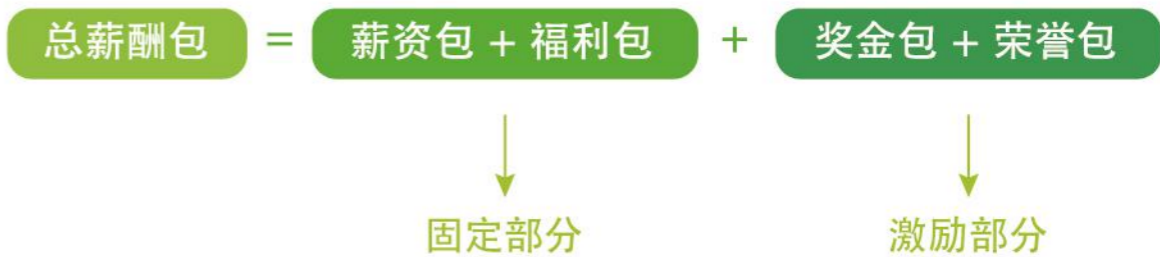 总薪酬包 = 薪资包 + 福利包 + 奖金包 + 荣誉包
固定部分 激励部分